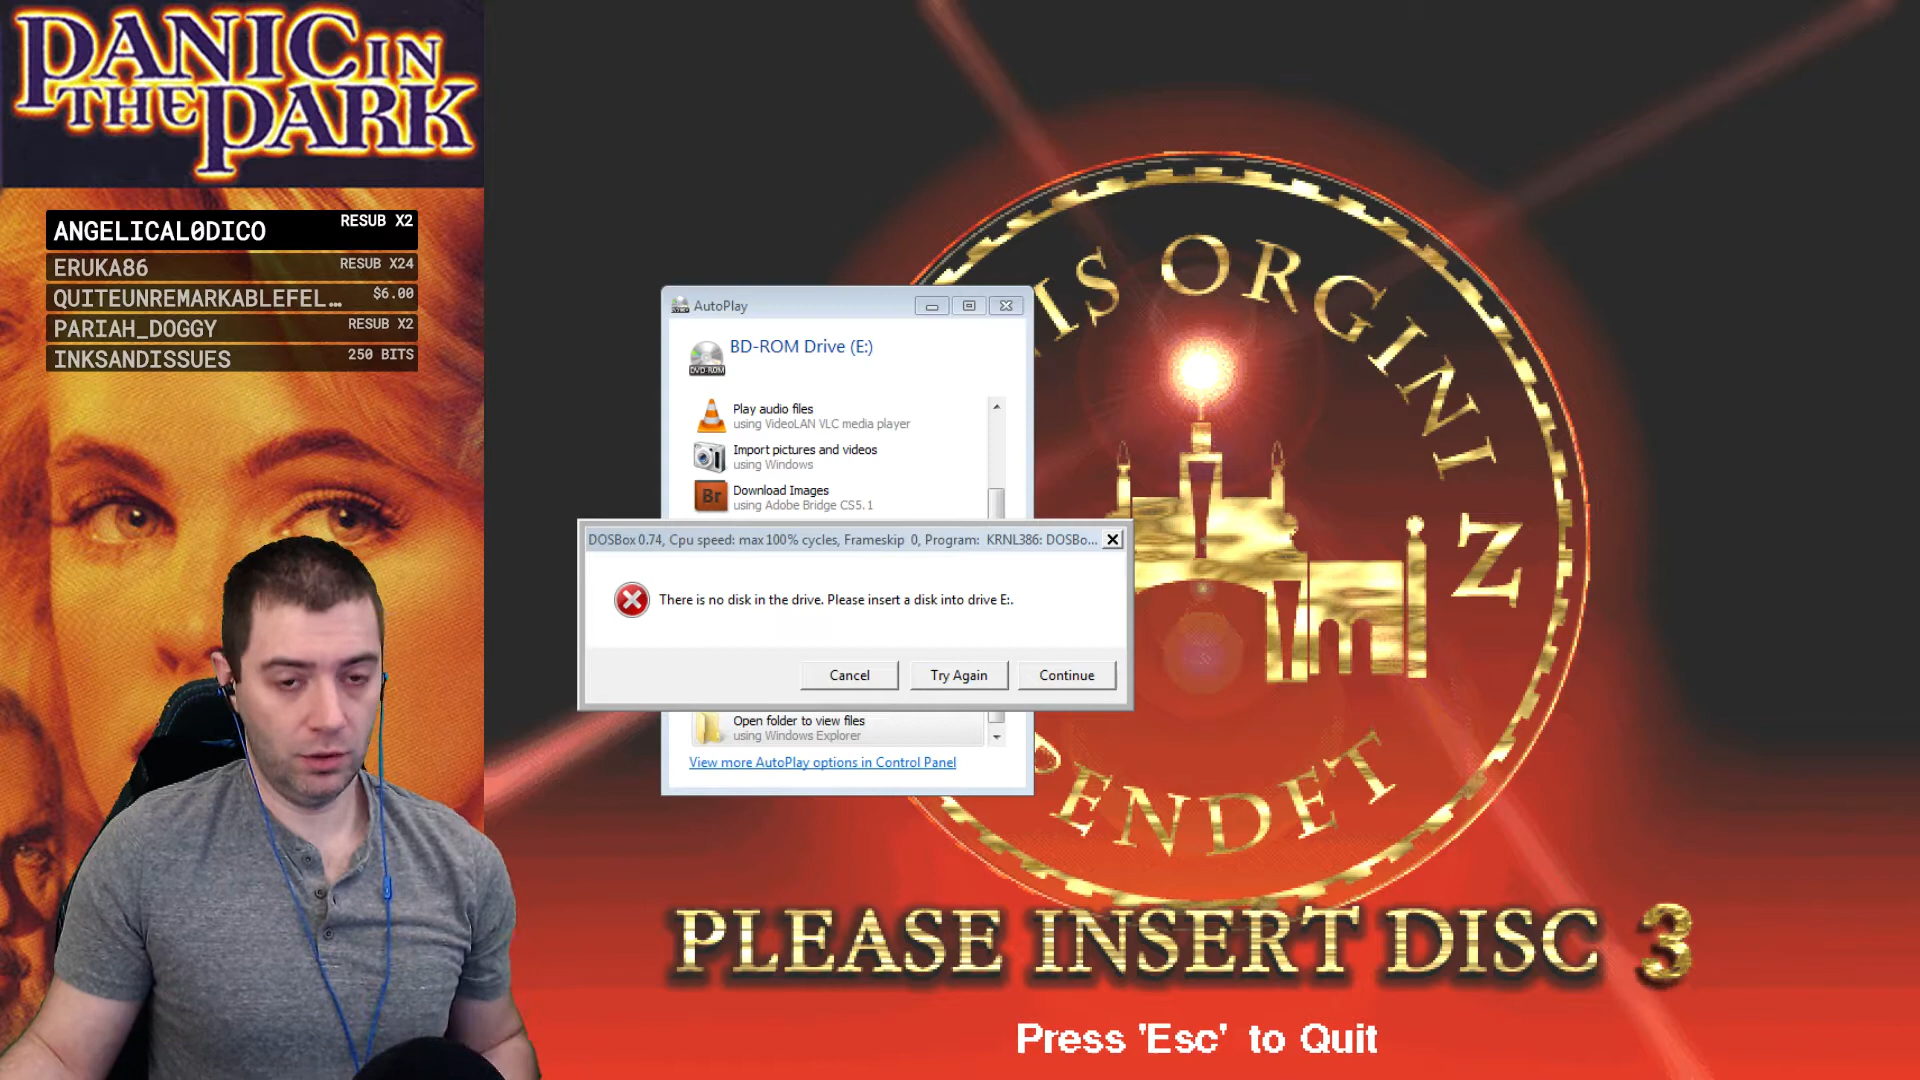 PANIC IN
THE PARK
ANGELICAL0DICO RESUB X2
ERUKA86 RESUB X24
QUITEUNREMARKABLEFEL… $6.00
PARIAH_DOGGY RESUB X2
INKSANDISSUES 250 BITS
AutoPlay
BD-ROM Drive (E:)
DVD-ROM
Play audio files
using VideoLAN VLC media player
Import pictures and videos
using Windows
Br
Download Images
using Adobe Bridge CS5.1
DOSBox 0.74, Cpu speed: max 100% cycles, Frameskip 0, Program: KRNL386: DOSBo...
There is no disk in the drive. Please insert a disk into drive E:.
Cancel
Try Again
Continue
Open folder to view files
using Windows Explorer
View more AutoPlay options in Control Panel
IS ORGINIZ
PENDET
PLEASE INSERT DISC 3
Press 'Esc' to Quit